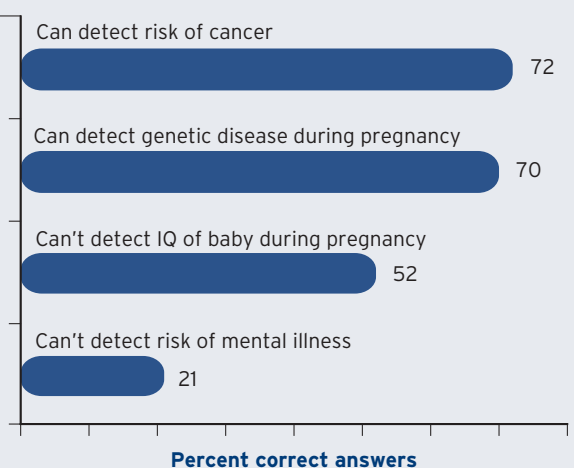 Can detect risk of cancer
72
Can detect genetic disease during pregnancy
70
Can't detect IQ of baby during pregnancy
52
Can't detect risk of mental illness
21
Percent correct answers